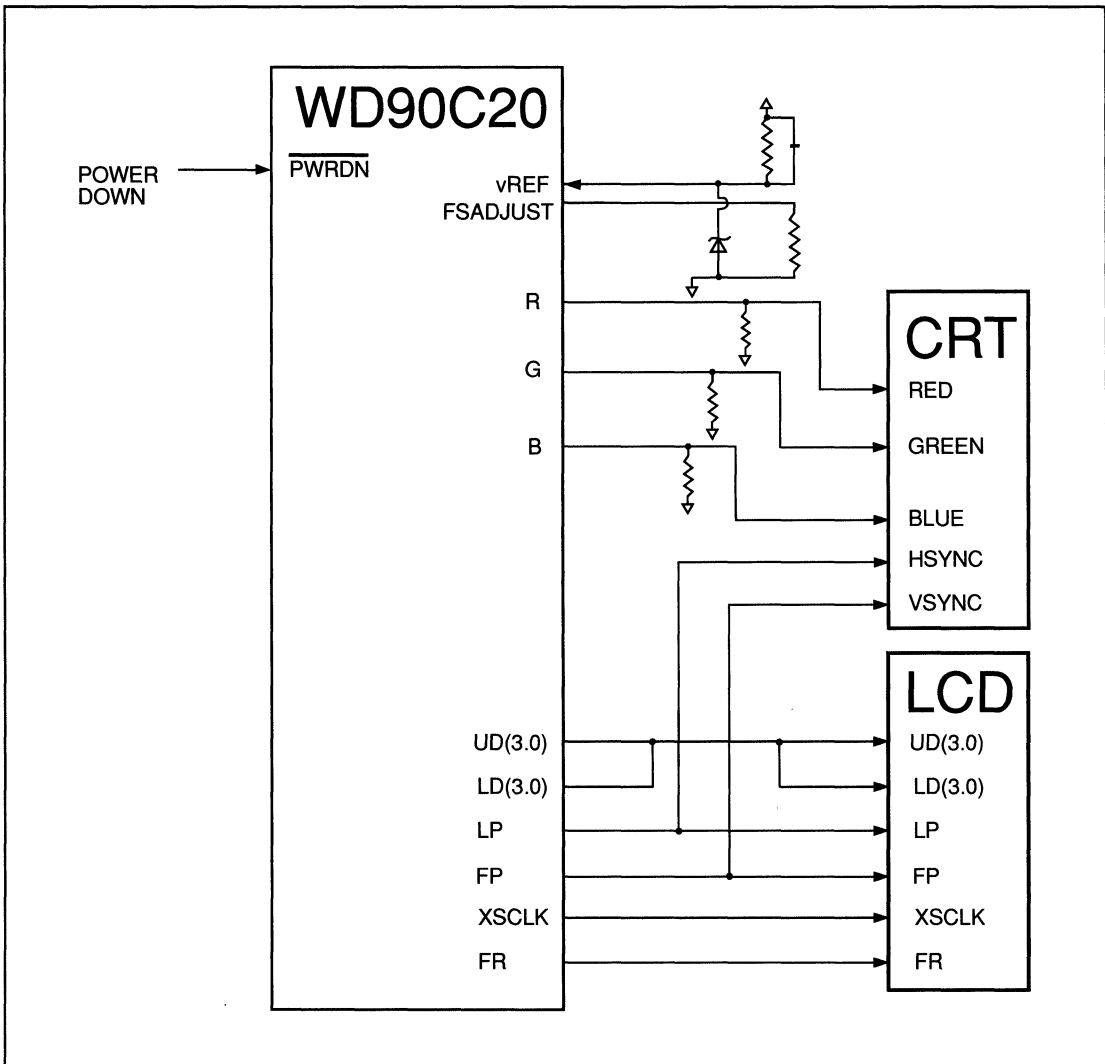 WD90C20
POWER
DOWN
PWRDN
vREF
FSADJUST
R
G
B
UD(3.0)
LD(3.0)
LP
FP
XSCLK
FR
CRT
RED
GREEN
BLUE
HSYNC
VSYNC
LCD
UD(3.0)
LD(3.0)
LP
FP
XSCLK
FR